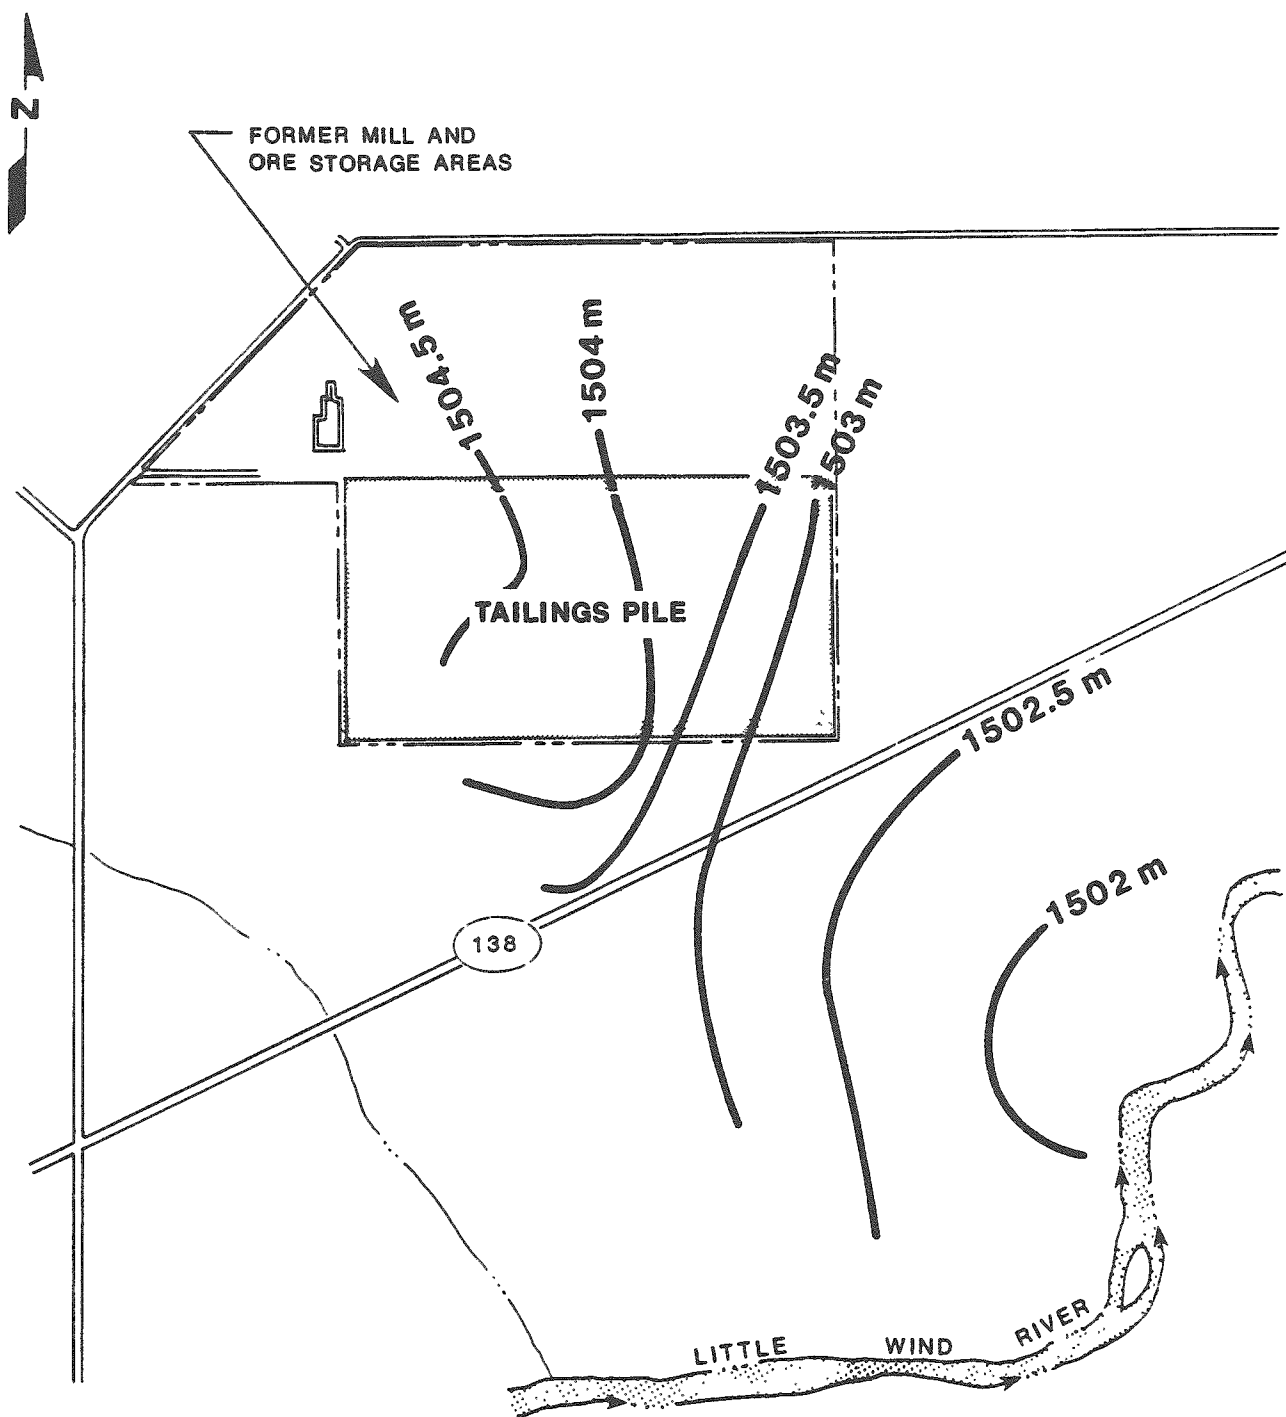 N
FORMER MILL AND
ORE STORAGE AREAS
1504.5 m
1504 m
1503.5 m
1503 m
TAILINGS PILE
1502.5 m
1502 m
138
LITTLE WIND RIVER